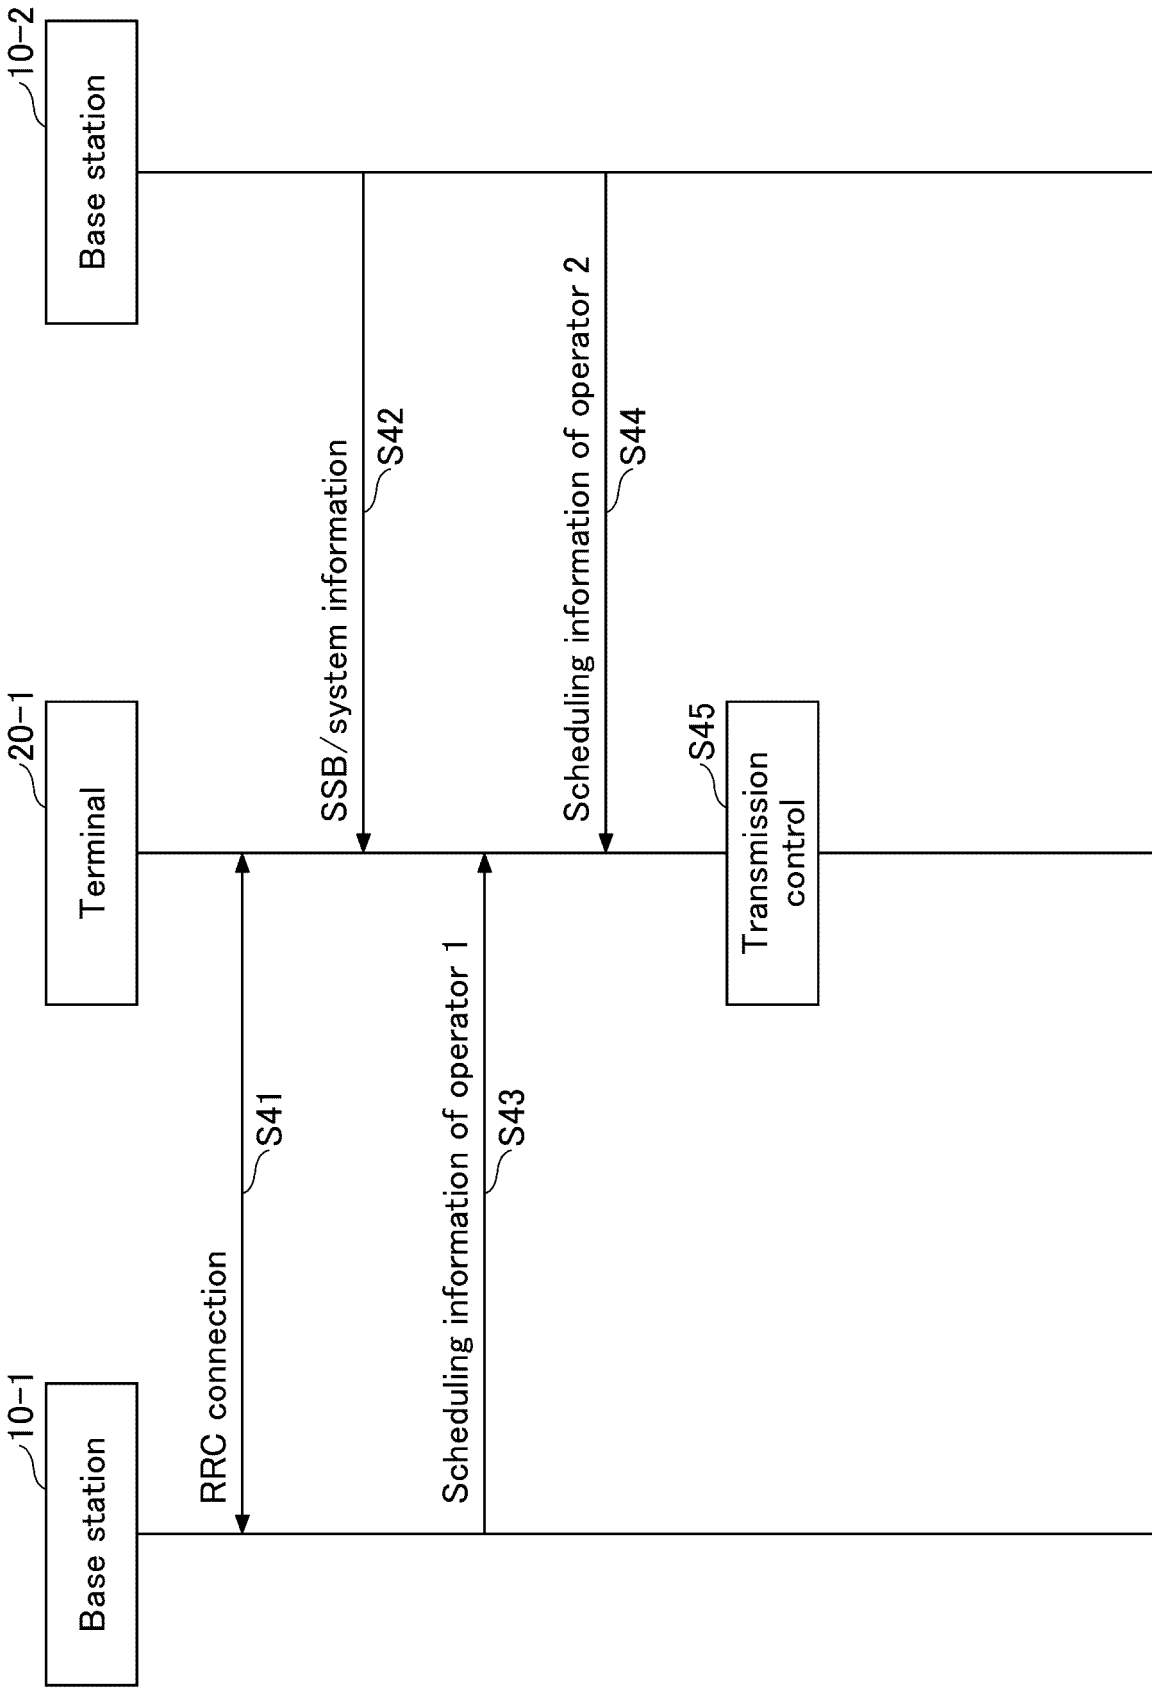 10-1
Base station
20-1
Terminal
10-2
Base station
RRC connection
S41
SSB/system information
S42
Scheduling information of operator 1
S43
Scheduling information of operator 2
S44
S45
Transmission
control